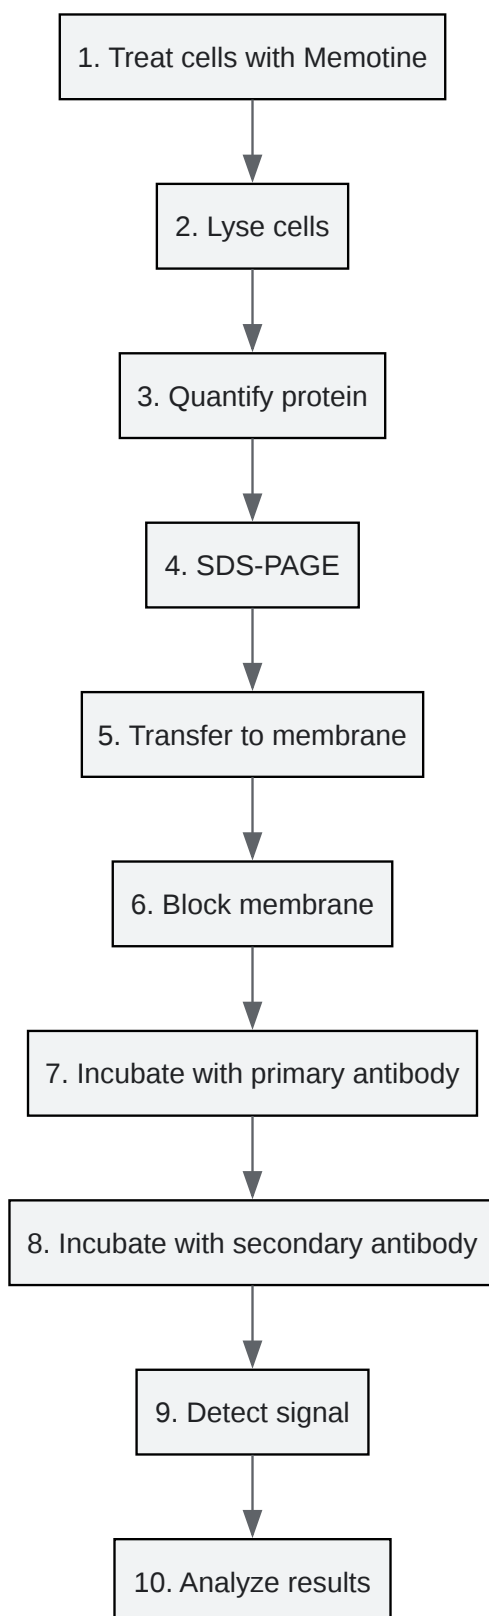 1. Treat cells with Memotine
2. Lyse cells
3. Quantify protein
4. SDS-PAGE
5. Transfer to membrane
6. Block membrane
7. Incubate with primary antibody
8. Incubate with secondary antibody
9. Detect signal
10. Analyze results